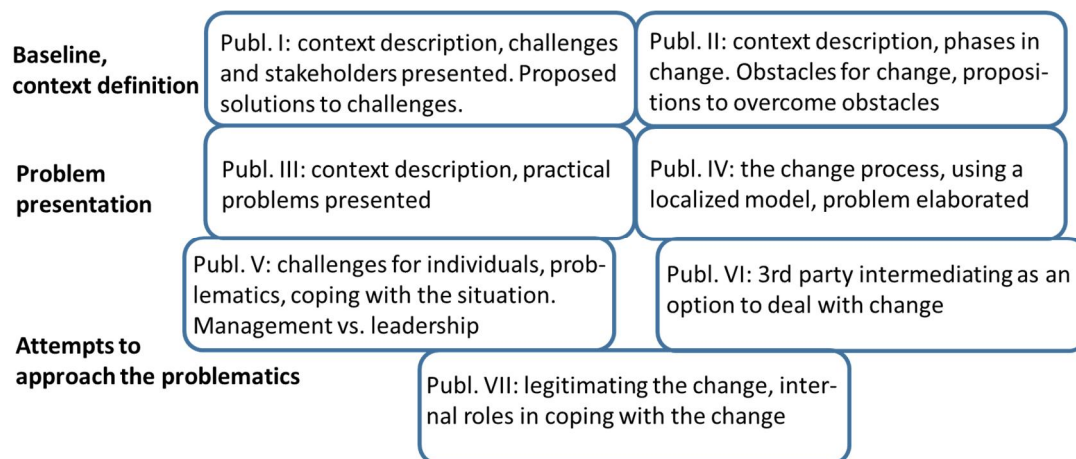 Baseline,
context definition
Publ. I: context description, challenges
and stakeholders presented. Proposed
solutions to challenges.
Publ. II: context description, phases in
change. Obstacles for change, proposi-
tions to overcome obstacles
Problem
presentation
Publ. III: context description, practical
problems presented
Publ. IV: the change process, using a
localized model, problem elaborated
Attempts to
approach the problematics
Publ. V: challenges for individuals, prob-
lematics, coping with the situation.
Management vs. leadership
Publ. VI: 3rd party intermediating as an
option to deal with change
Publ. VII: legitimating the change, inter-
nal roles in coping with the change